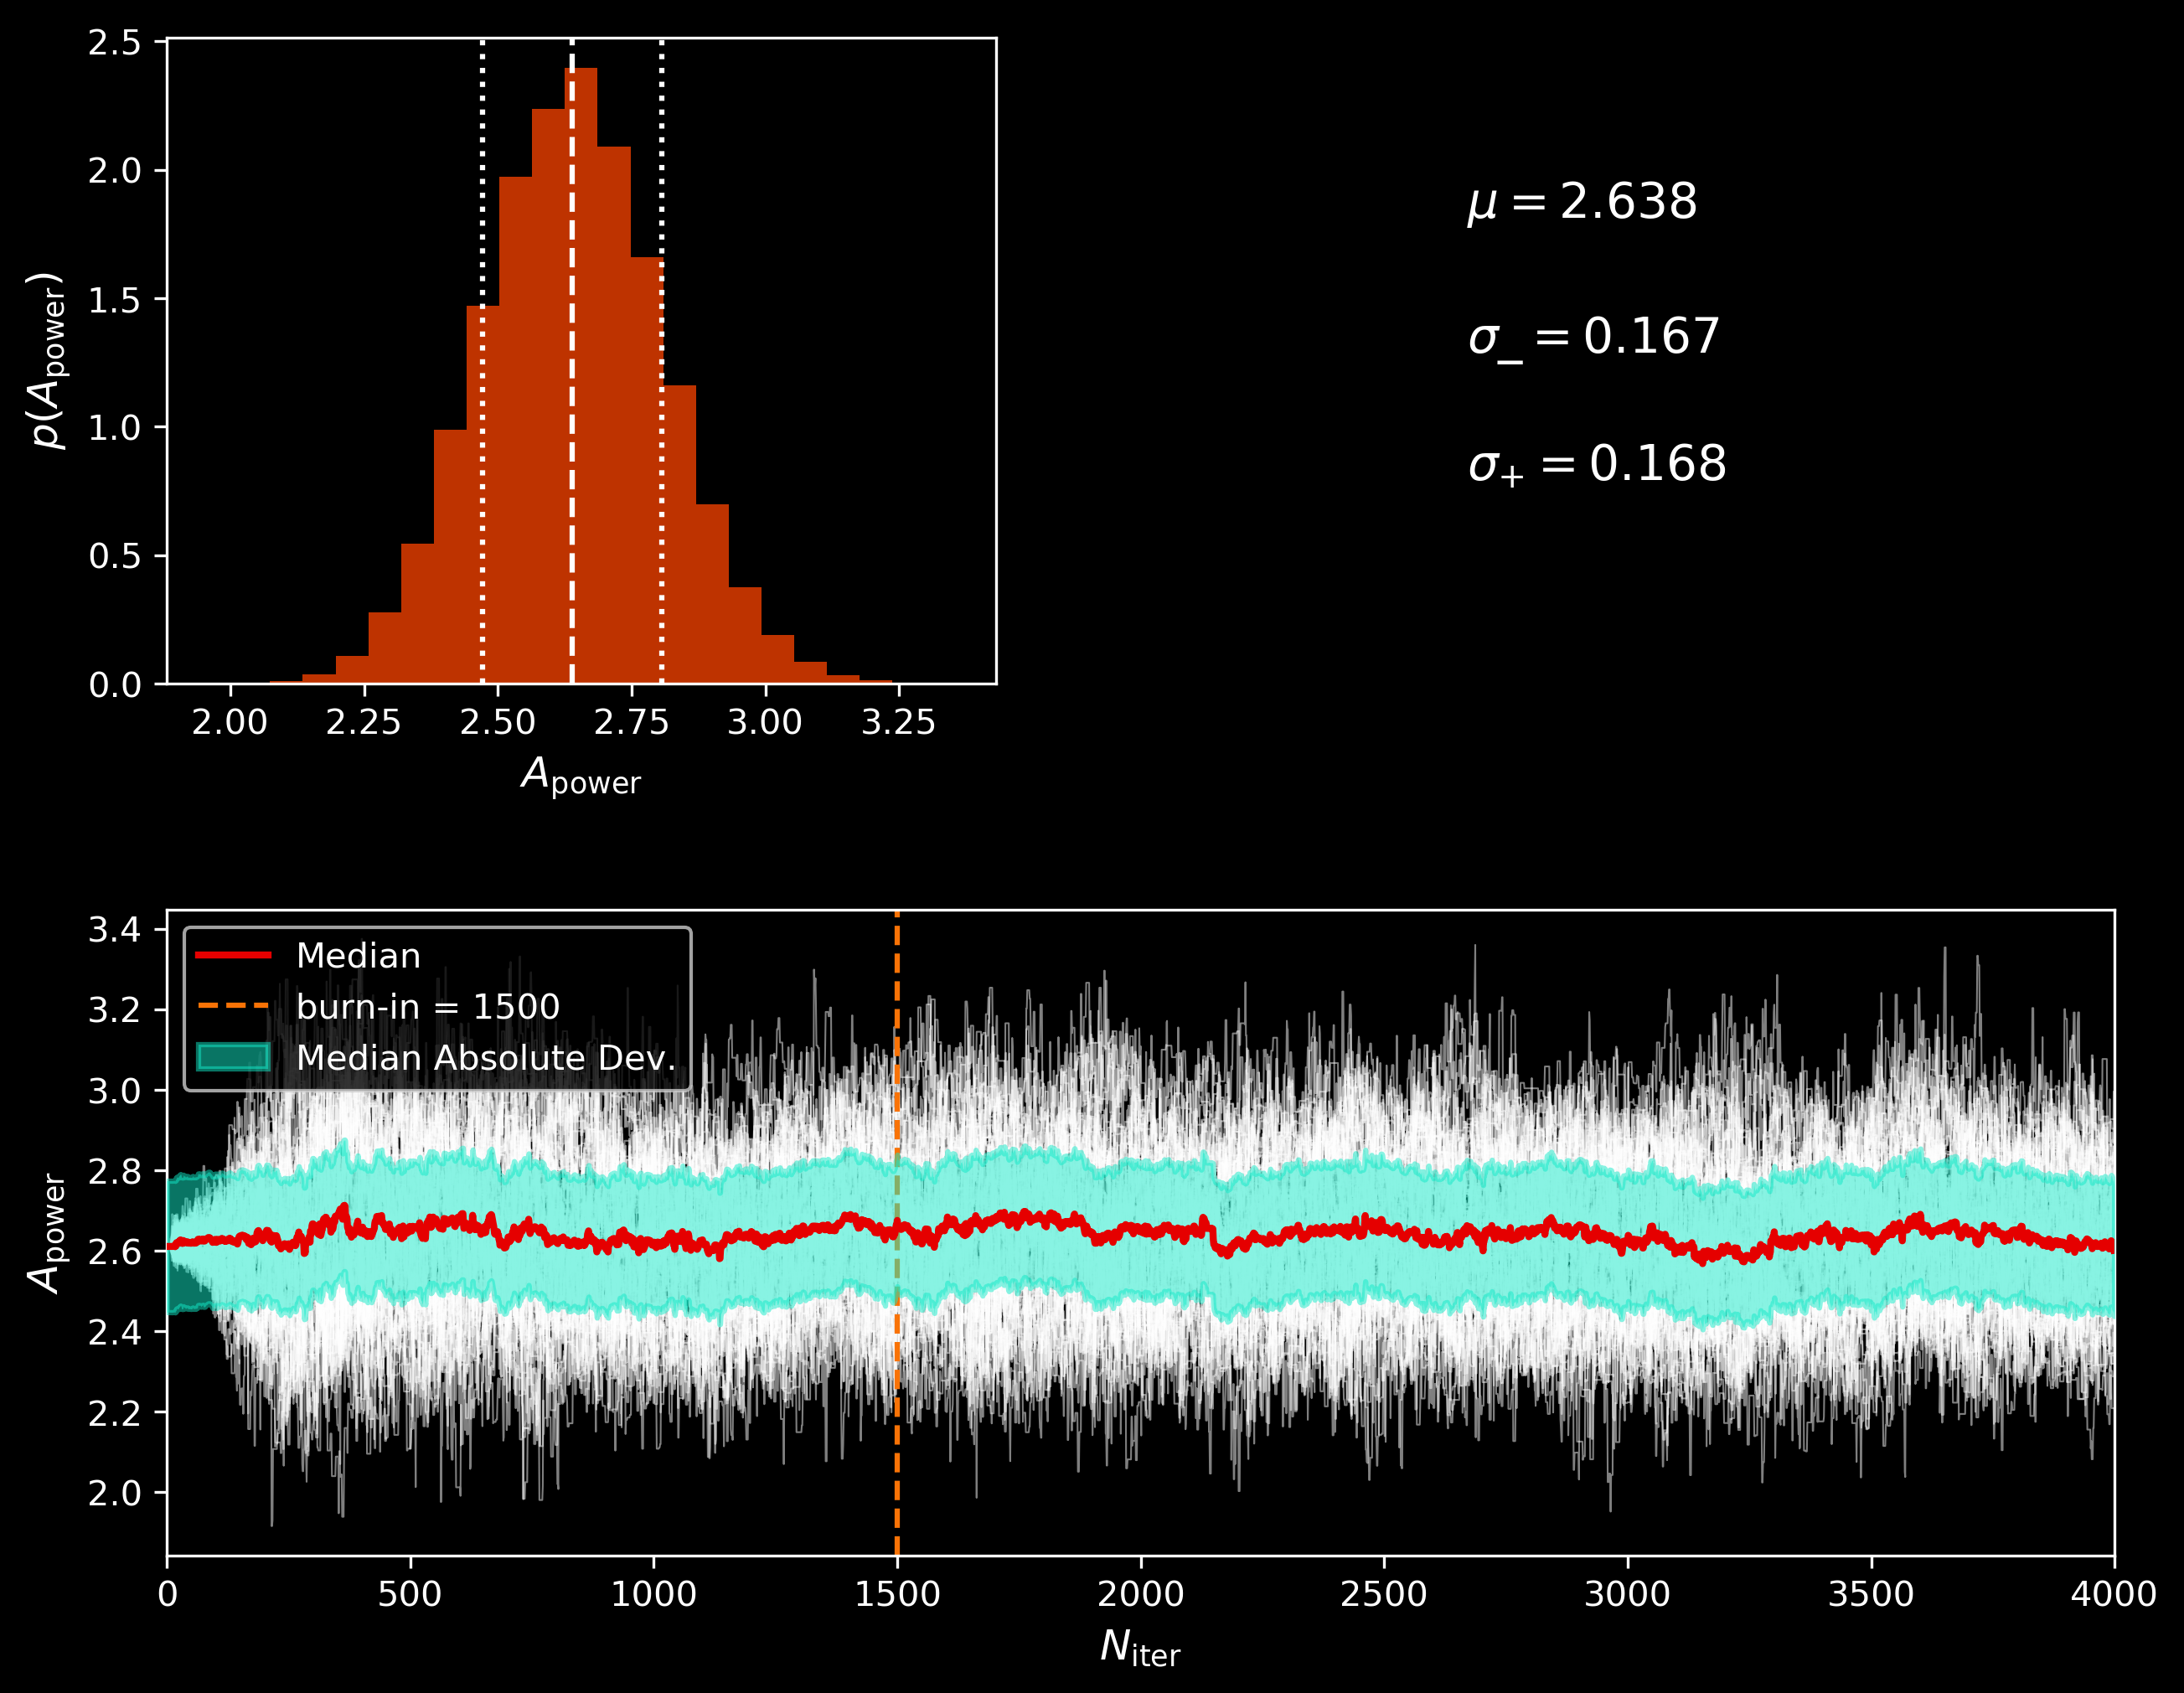 2.5
2.0
1.5
1.0
0.5
0.0
p(A_power)
2.00 2.25 2.50 2.75 3.00 3.25
A_power
μ = 2.638
σ_− = 0.167
σ_+ = 0.168
3.4
3.2
3.0
2.8
2.6
2.4
2.2
2.0
A_power
Median
burn-in = 1500
Median Absolute Dev.
0 500 1000 1500 2000 2500 3000 3500 4000
N_iter